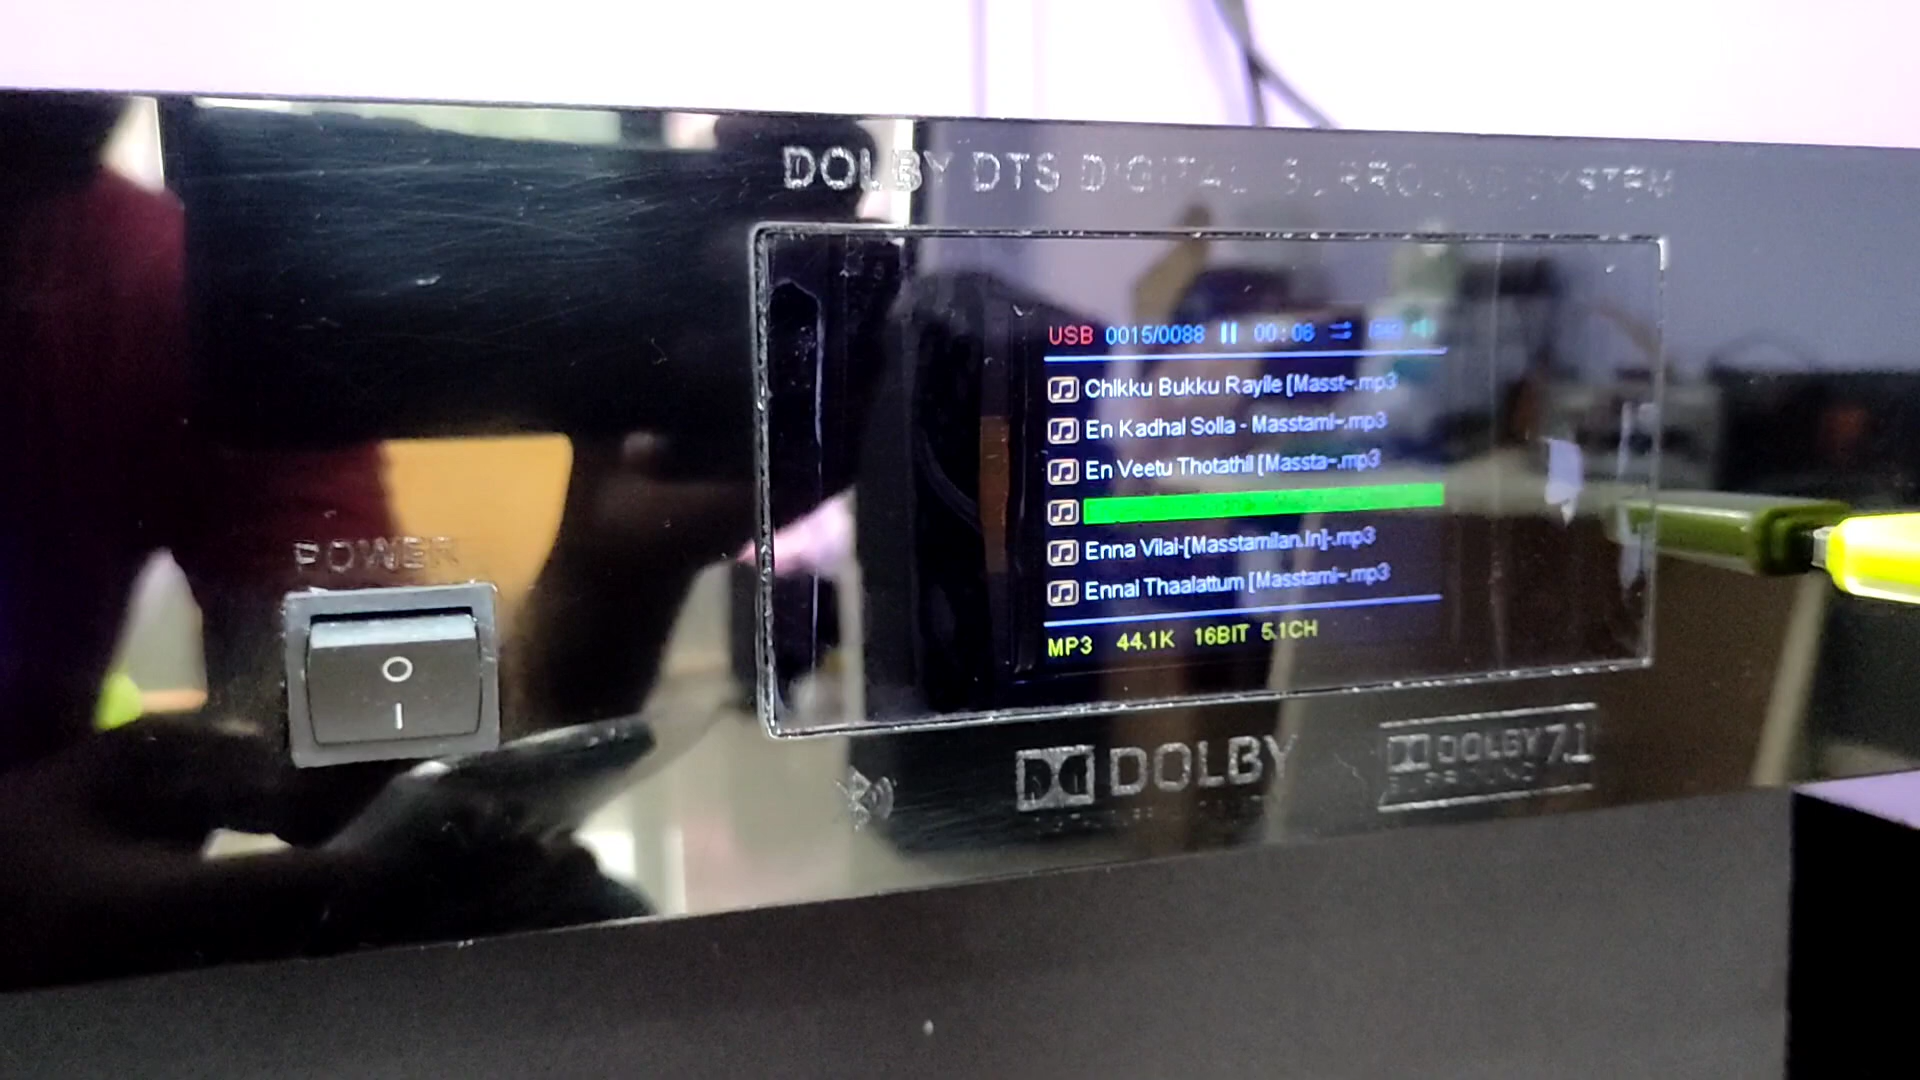 DOLBY DTS DIGITAL SURROUND SYSTEM
USB 0015/0088 00:06
Chikku Bukku Rayile [Masst~.mp3
En Kadhal Solla - Masstami~.mp3
En Veetu Thotathil [Massta~.mp3
Enna Vilai-[Masstamilan.In]~.mp3
Ennai Thaalattum [Masstami~.mp3
MP3 44.1K 16BIT 5.1CH
POWER
O
I
DOLBY
DOLBY 7.1
SURROUND